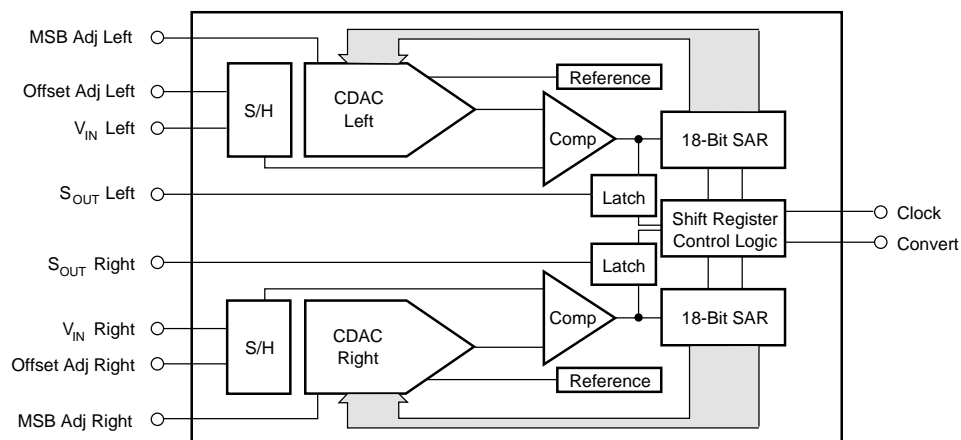 MSB Adj Left
Offset Adj Left
V_IN Left
S_OUT Left
S_OUT Right
V_IN Right
Offset Adj Right
MSB Adj Right
S/H
CDAC
Left
Reference
Comp
18-Bit SAR
Latch
Shift Register
Control Logic
Clock
Convert
Latch
S/H
CDAC
Right
Comp
18-Bit SAR
Reference